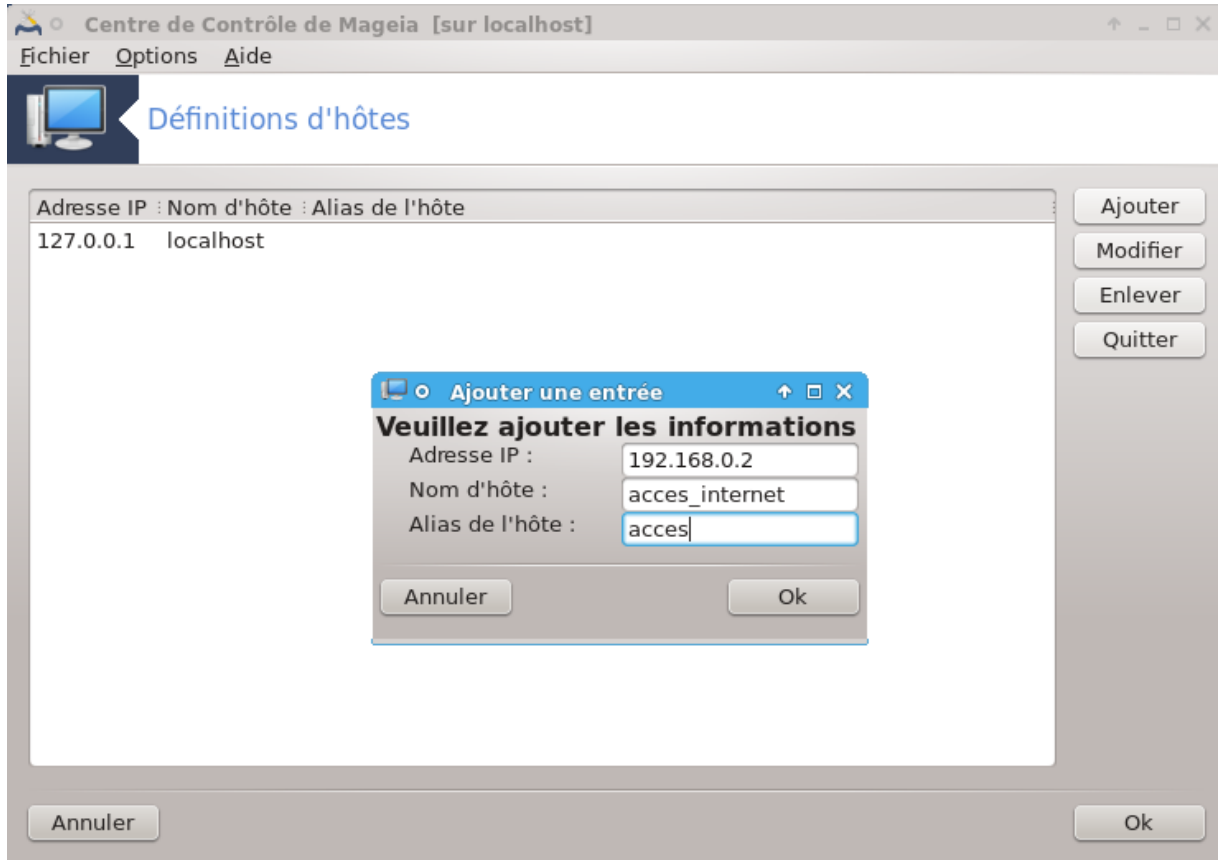 Centre de Contrôle de Mageia [sur localhost]
Fichier Options Aide
Définitions d'hôtes
Adresse IP Nom d'hôte Alias de l'hôte
127.0.0.1 localhost
Ajouter
Modifier
Enlever
Quitter
Ajouter une entrée
Veuillez ajouter les informations
Adresse IP : 192.168.0.2
Nom d'hôte : acces_internet
Alias de l'hôte : acces
Annuler Ok
Annuler Ok